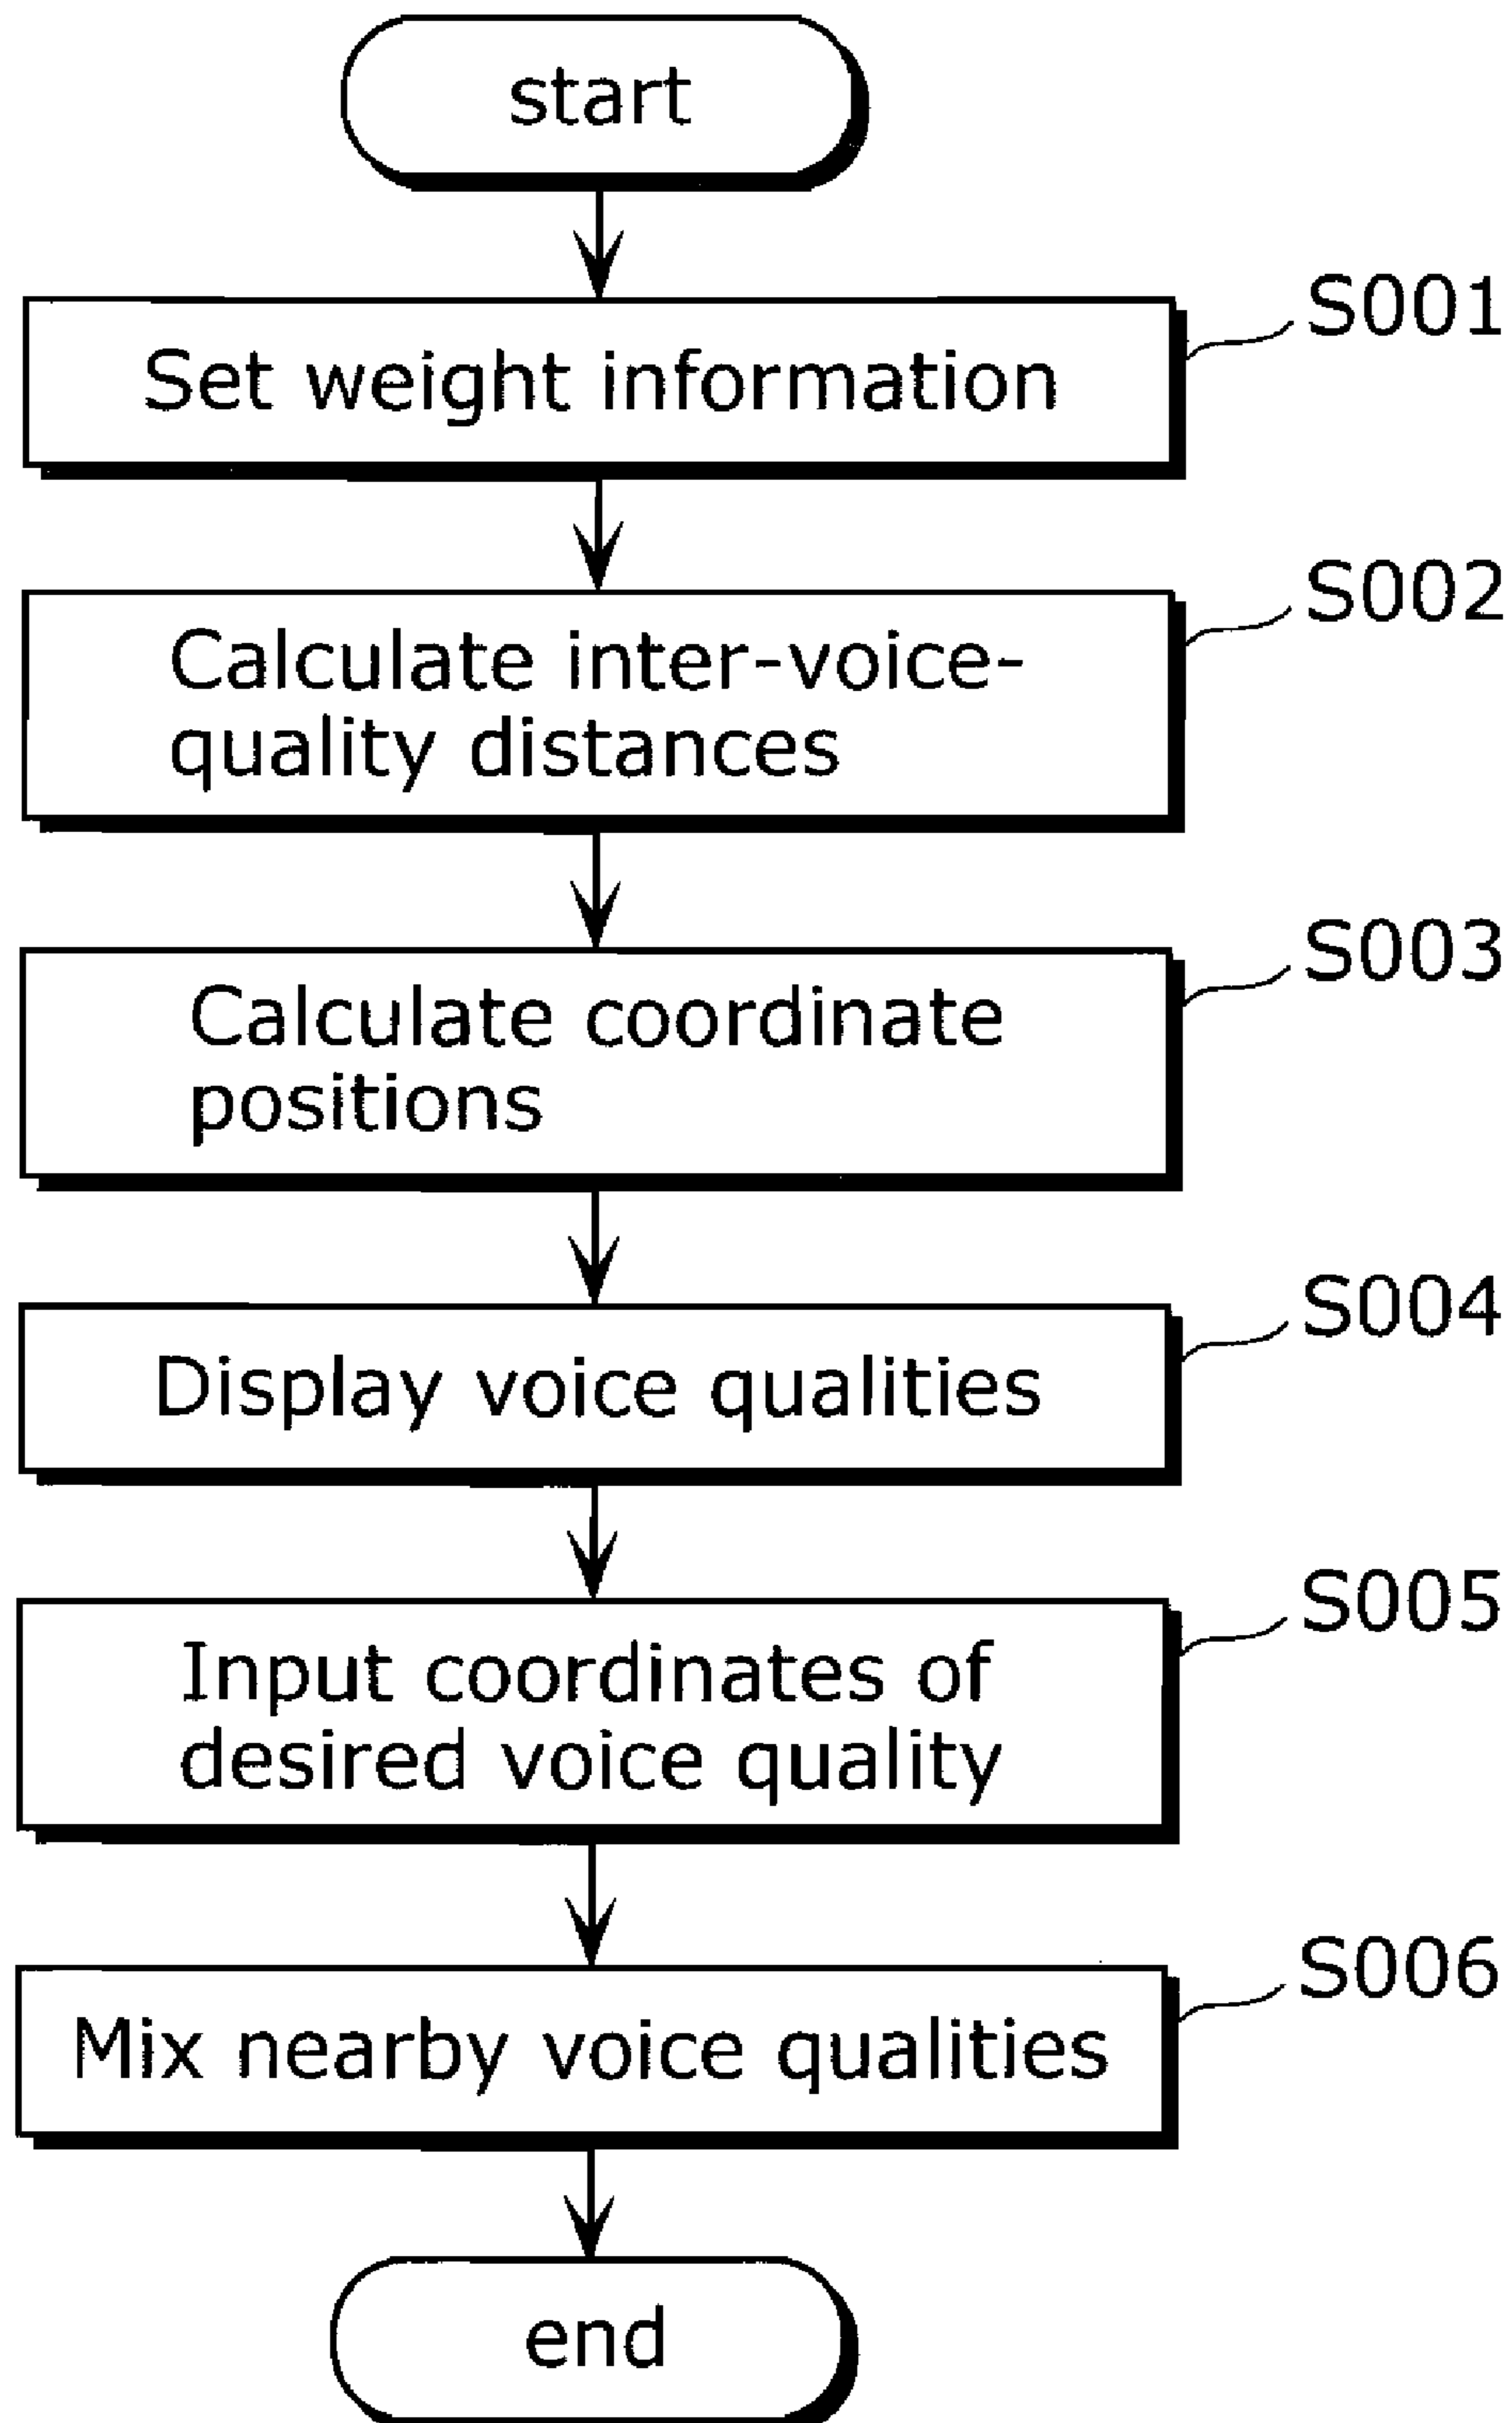 start
S001
Set weight information
S002
Calculate inter-voice-
quality distances
S003
Calculate coordinate
positions
S004
Display voice qualities
S005
Input coordinates of
desired voice quality
S006
Mix nearby voice qualities
end